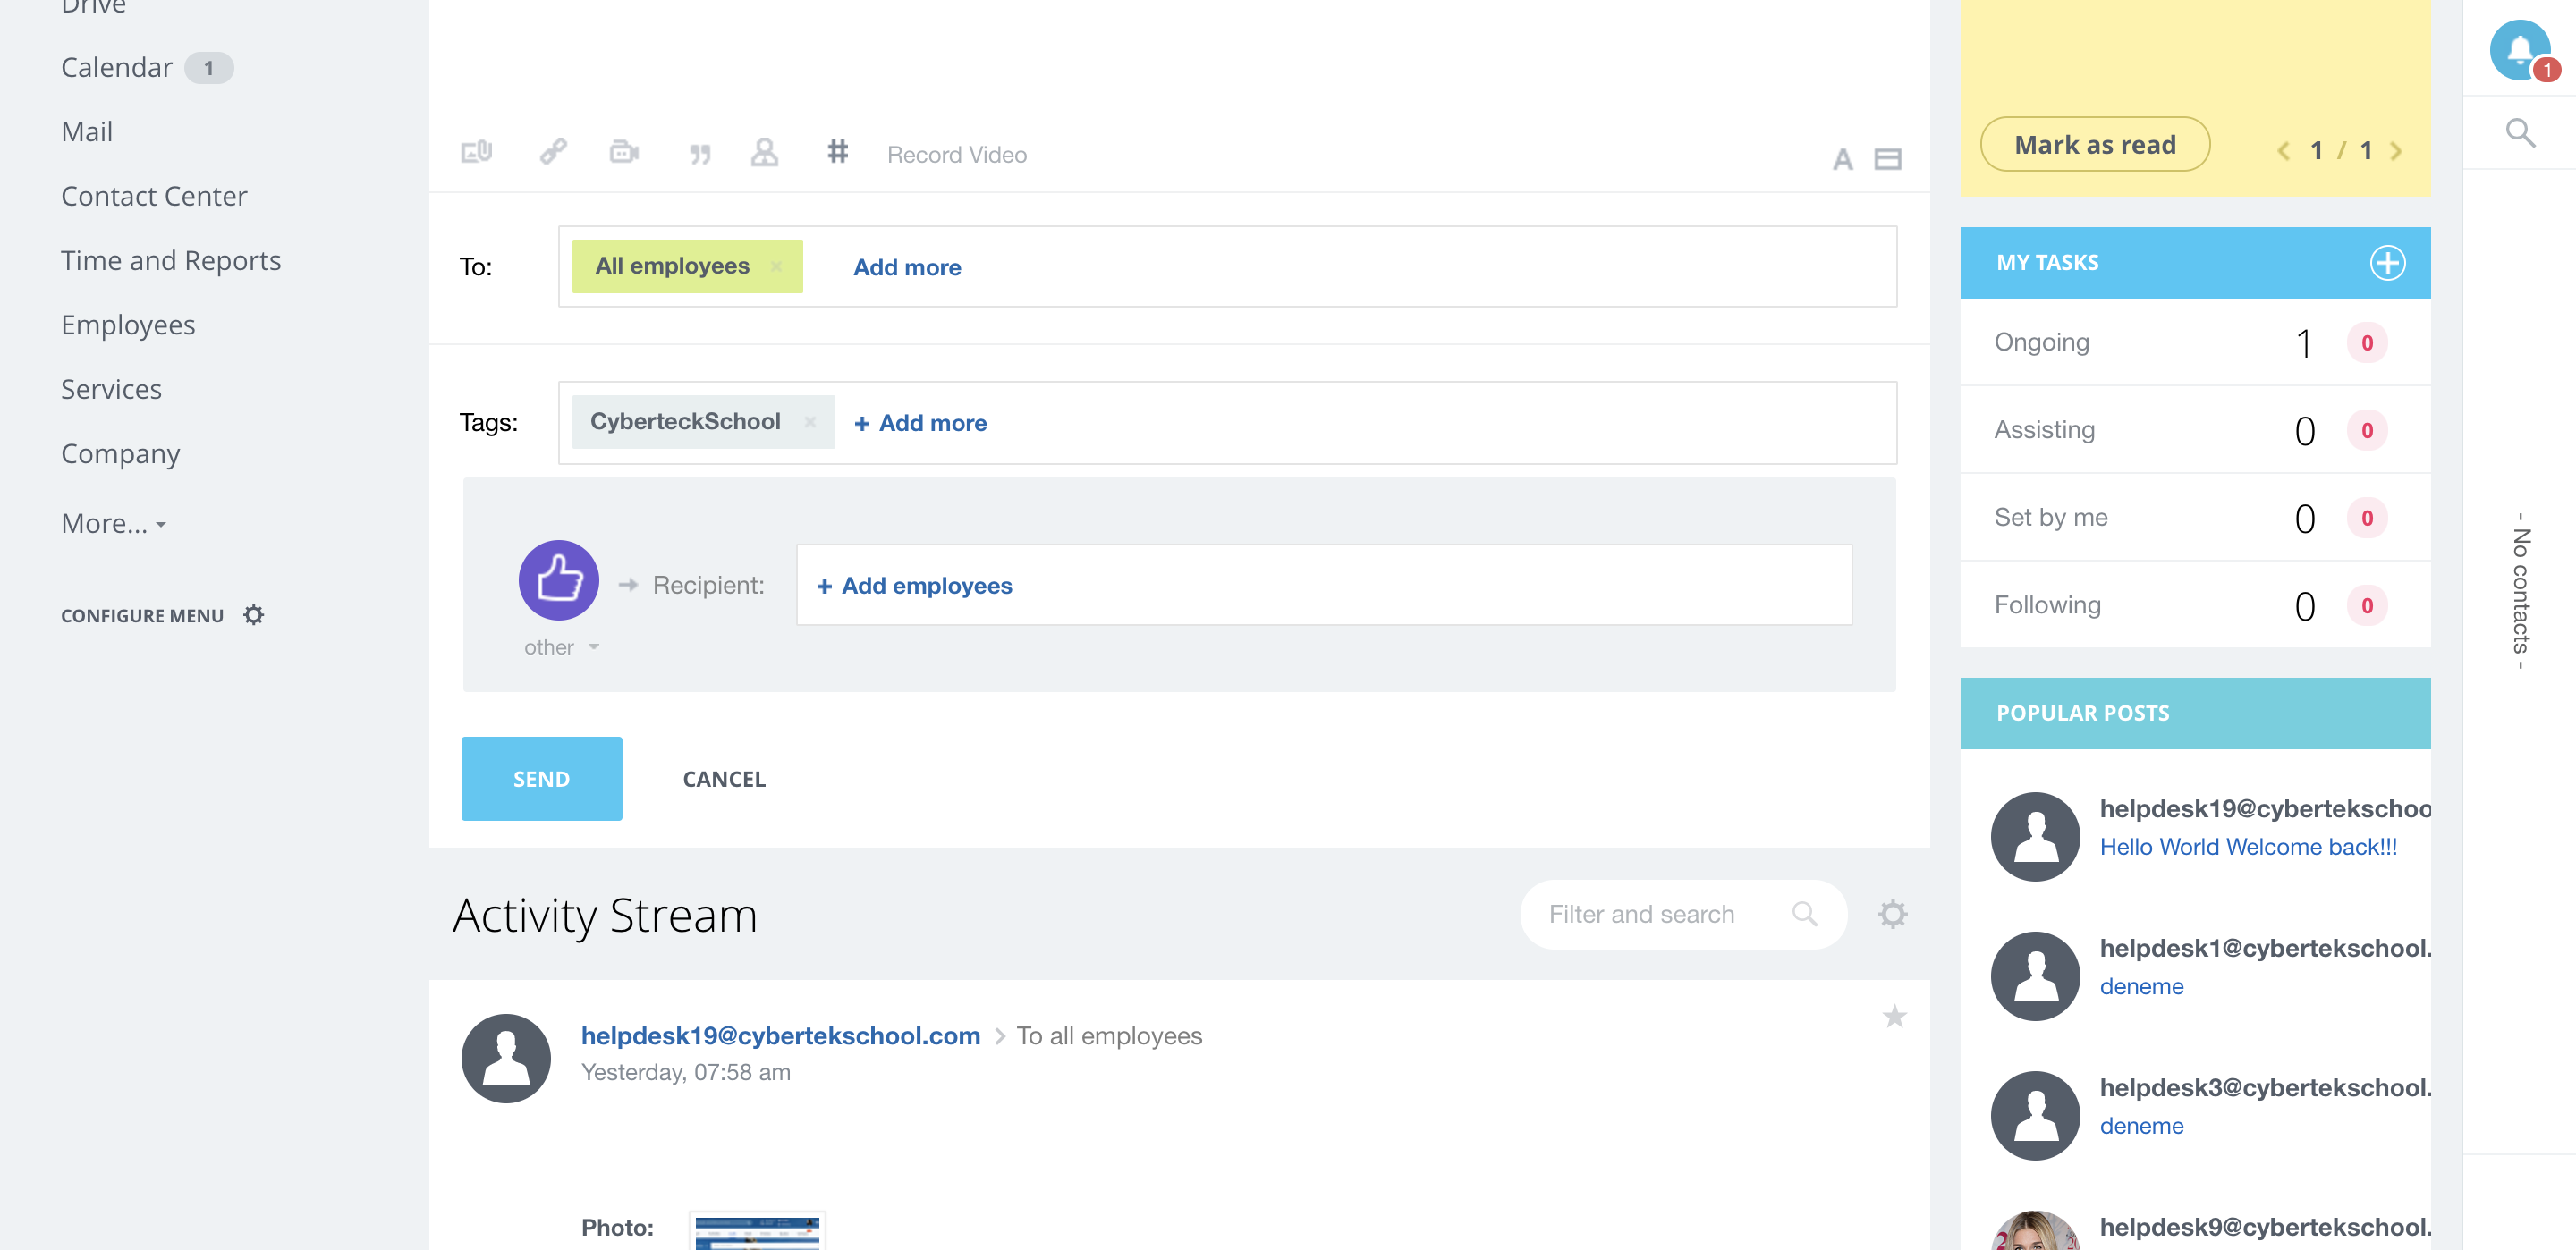 Drive
Calendar 1
Mail
Contact Center
Time and Reports
Employees
Services
Company
More...
CONFIGURE MENU
# Record Video
A
To: All employees × Add more
Tags: CyberteckSchool × + Add more
Recipient: + Add employees
other
SEND CANCEL
Activity Stream
Filter and search
helpdesk19@cybertekschool.com > To all employees
Yesterday, 07:58 am
Photo:
Mark as read
1 / 1
MY TASKS
Ongoing 1 0
Assisting 0 0
Set by me 0 0
Following 0 0
POPULAR POSTS
helpdesk19@cybertekschoo
Hello World Welcome back!!!
helpdesk1@cybertekschool.
deneme
helpdesk3@cybertekschool.
deneme
helpdesk9@cybertekschool.
1
- No contacts -